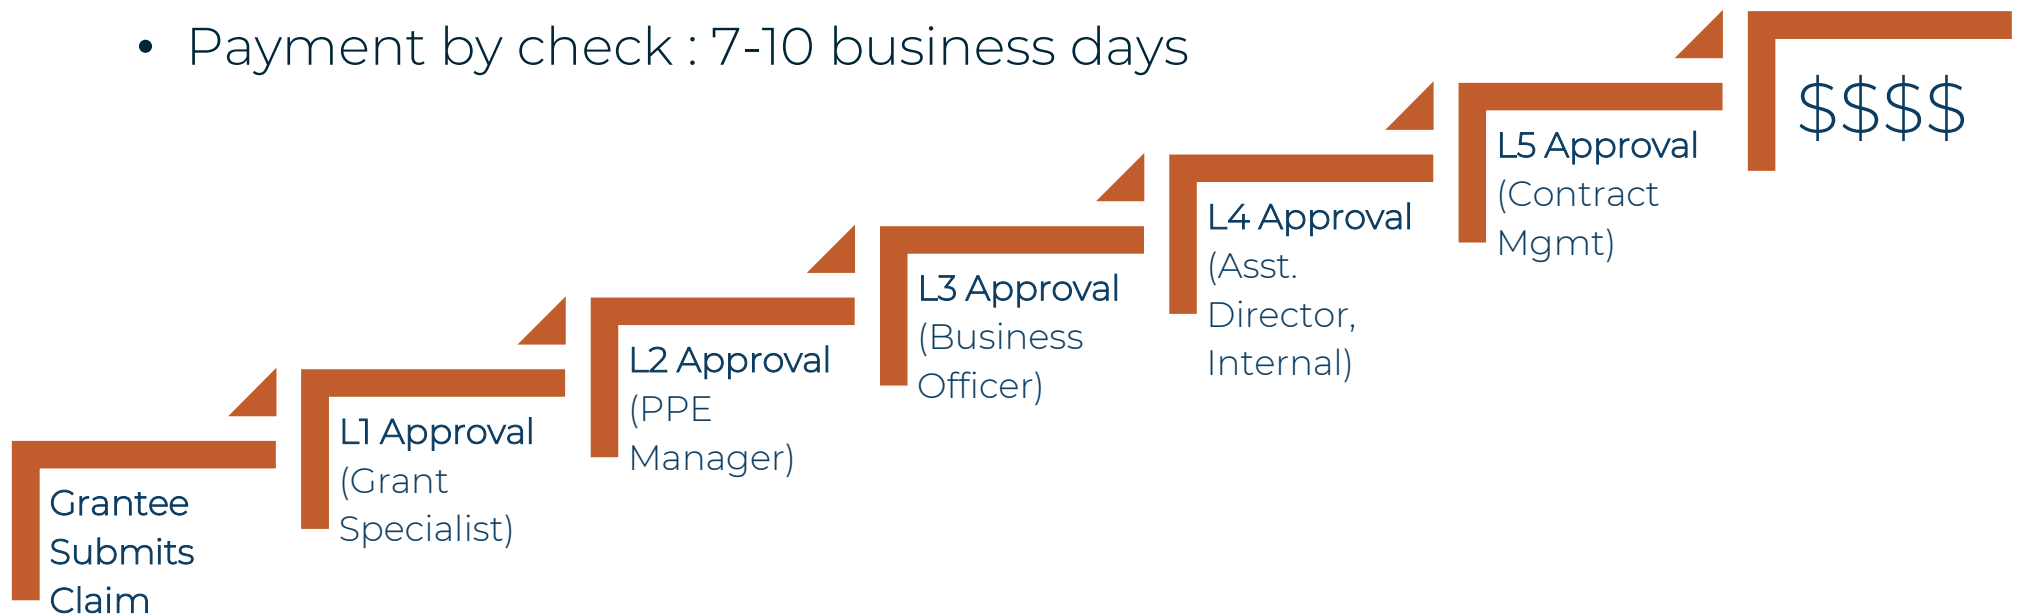 • Payment by check : 7-10 business days
Grantee
Submits
Claim
L1 Approval
(Grant
Specialist)
L2 Approval
(PPE
Manager)
L3 Approval
(Business
Officer)
L4 Approval
(Asst.
Director,
Internal)
L5 Approval
(Contract
Mgmt)
$$$$